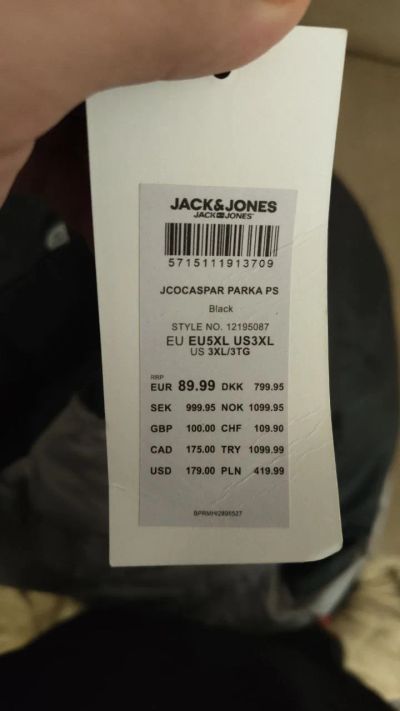 JACK&JONES
JACK JONES
5715111913709
JCOCASPAR PARKA PS
Black
STYLE NO. 12195087
EU EU5XL US3XL
US 3XL/3TG
RRP
EUR 89.99 DKK 799.95
SEK 999.95 NOK 1099.95
GBP 100.00 CHF 109.90
CAD 175.00 TRY 1099.99
USD 179.00 PLN 419.99